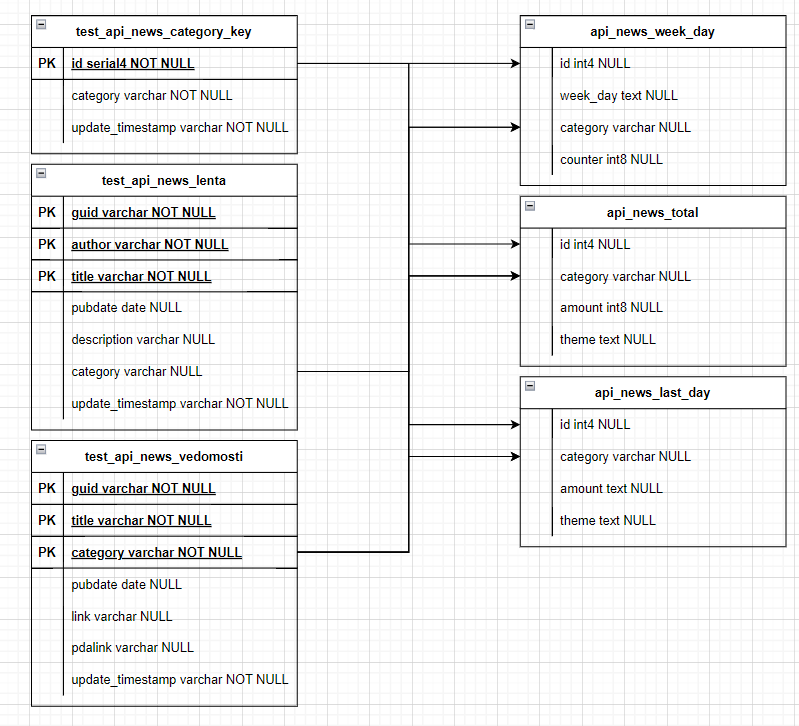 test_api_news_category_key
PK id serial4 NOT NULL
category varchar NOT NULL
update_timestamp varchar NOT NULL
test_api_news_lenta
PK guid varchar NOT NULL
PK author varchar NOT NULL
PK title varchar NOT NULL
pubdate date NULL
description varchar NULL
category varchar NULL
update_timestamp varchar NOT NULL
test_api_news_vedomosti
PK guid varchar NOT NULL
PK title varchar NOT NULL
PK category varchar NOT NULL
pubdate date NULL
link varchar NULL
pdalink varchar NULL
update_timestamp varchar NOT NULL
api_news_week_day
id int4 NULL
week_day text NULL
category varchar NULL
counter int8 NULL
api_news_total
id int4 NULL
category varchar NULL
amount int8 NULL
theme text NULL
api_news_last_day
id int4 NULL
category varchar NULL
amount text NULL
theme text NULL